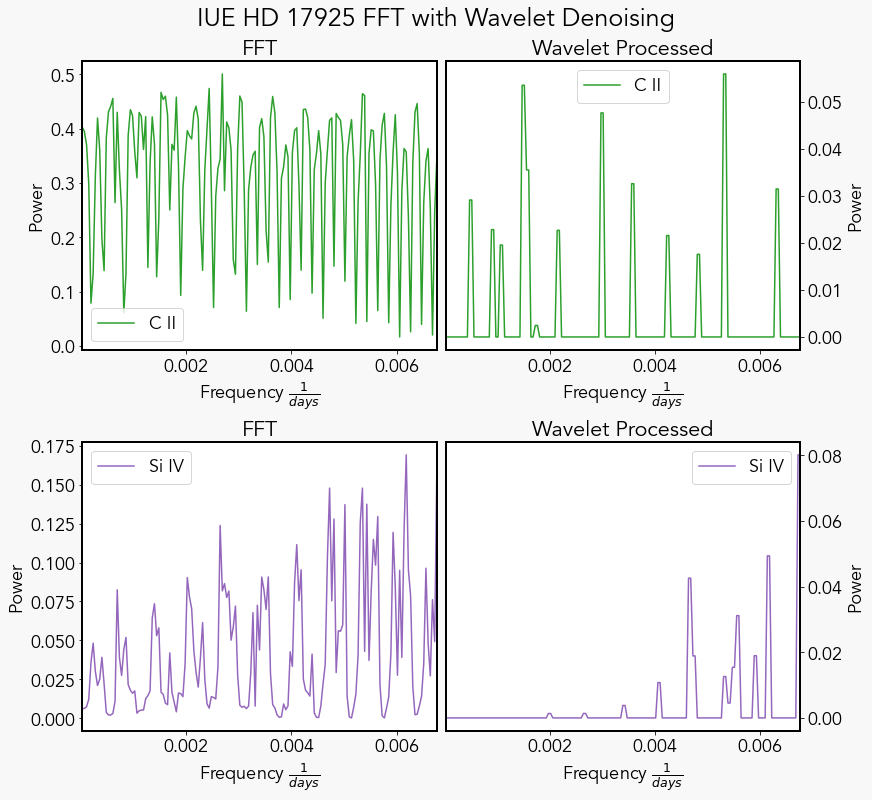 IUE HD 17925 FFT with Wavelet Denoising
FFT
Wavelet Processed
0.5
0.4
0.3
0.2
0.1
0.0
Power
C II
C II
0.05
0.04
0.03
0.02
0.01
0.00
Power
0.002
0.004
0.006
0.002
0.004
0.006
Frequency 1/days
Frequency 1/days
FFT
Wavelet Processed
0.175
0.150
0.125
0.100
0.075
0.050
0.025
0.000
Power
Si IV
Si IV
0.08
0.06
0.04
0.02
0.00
Power
0.002
0.004
0.006
0.002
0.004
0.006
Frequency 1/days
Frequency 1/days